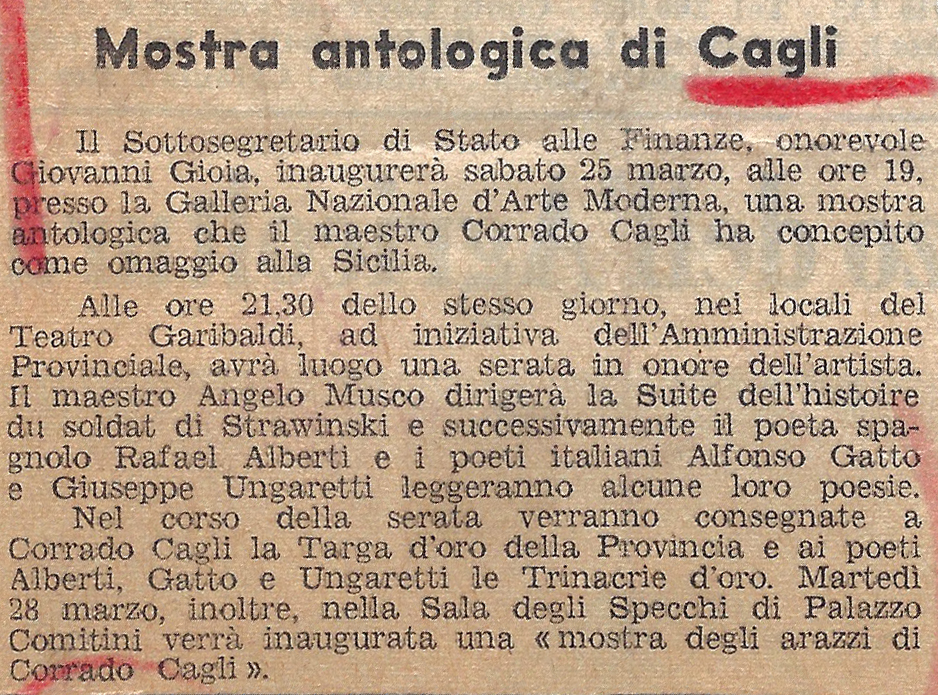 Mostra antologica di Cagli
Il Sottosegretario di Stato alle Finanze, onorevole
Giovanni Gioia, inaugurerà sabato 25 marzo, alle ore 19,
presso la Galleria Nazionale d'Arte Moderna, una mostra
antologica che il maestro Corrado Cagli ha concepito
come omaggio alla Sicilia.
Alle ore 21.30 dello stesso giorno, nei locali del
Teatro Garibaldi, ad iniziativa dell'Amministrazione
Provinciale, avrà luogo una serata in onore dell'artista.
Il maestro Angelo Musco dirigerà la Suite dell'histoire
du soldat di Strawinski e successivamente il poeta spa-
gnolo Rafael Alberti e i poeti italiani Alfonso Gatto
e Giuseppe Ungaretti leggeranno alcune loro poesie.
Nel corso della serata verranno consegnate a
Corrado Cagli la Targa d'oro della Provincia e ai poeti
Alberti, Gatto e Ungaretti le Trinacrie d'oro. Martedì
28 marzo, inoltre, nella Sala degli Specchi di Palazzo
Comitini verrà inaugurata una « mostra degli arazzi di
Corrado Cagli ».